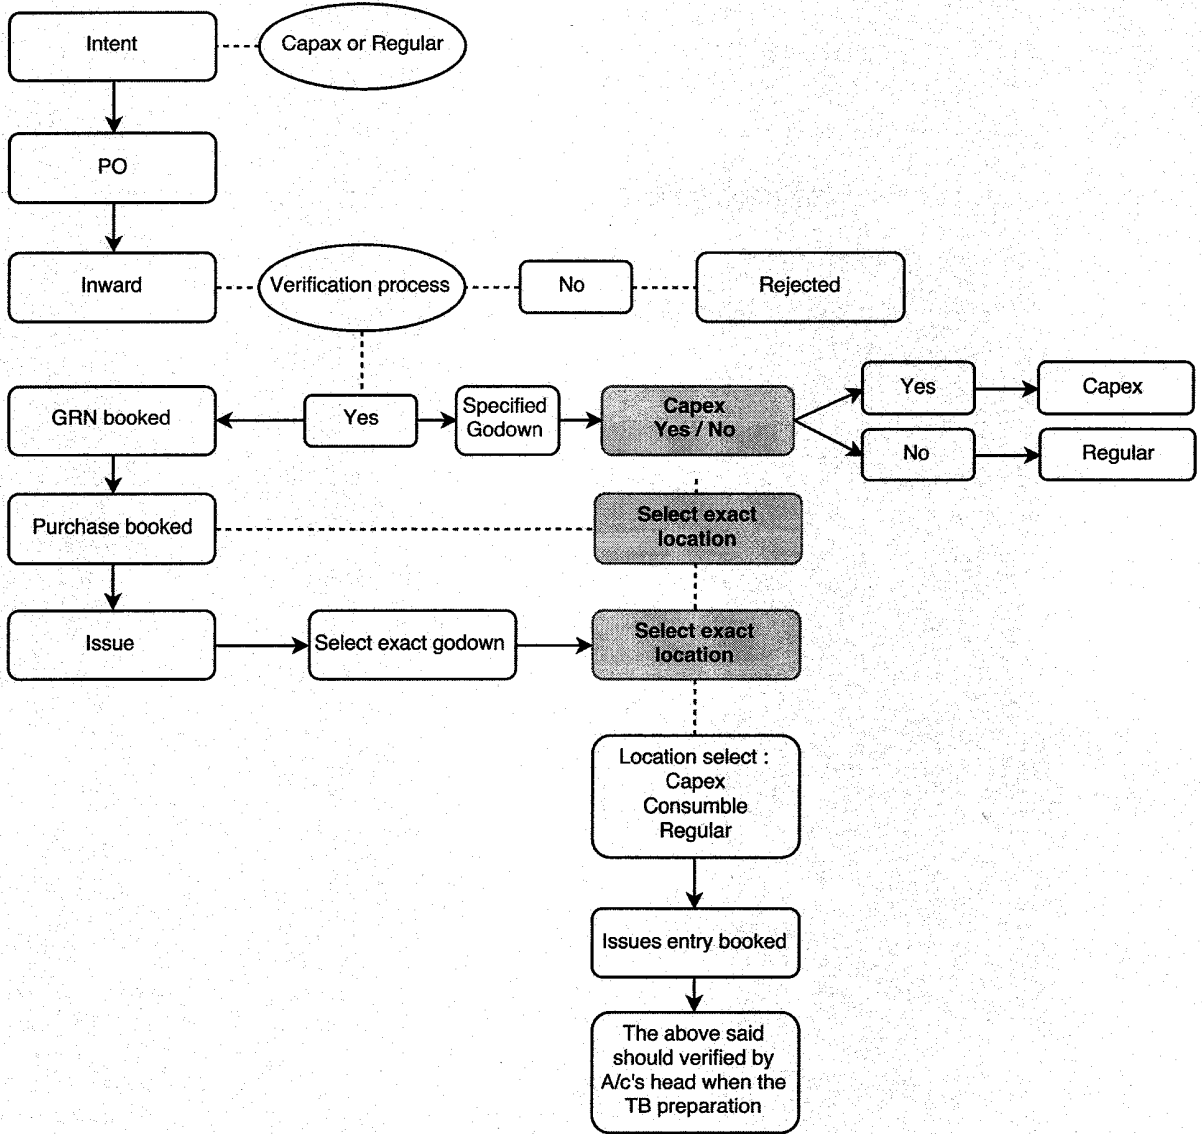 Intent
Capax or Regular
PO
Inward
Verification process
No
Rejected
GRN booked
Yes
Specified
Godown
Capex
Yes / No
Yes
Capex
No
Regular
Purchase booked
Select exact
location
Issue
Select exact godown
Select exact
location
Location select :
Capex
Consumble
Regular
Issues entry booked
The above said
should verified by
A/c's head when the
TB preparation